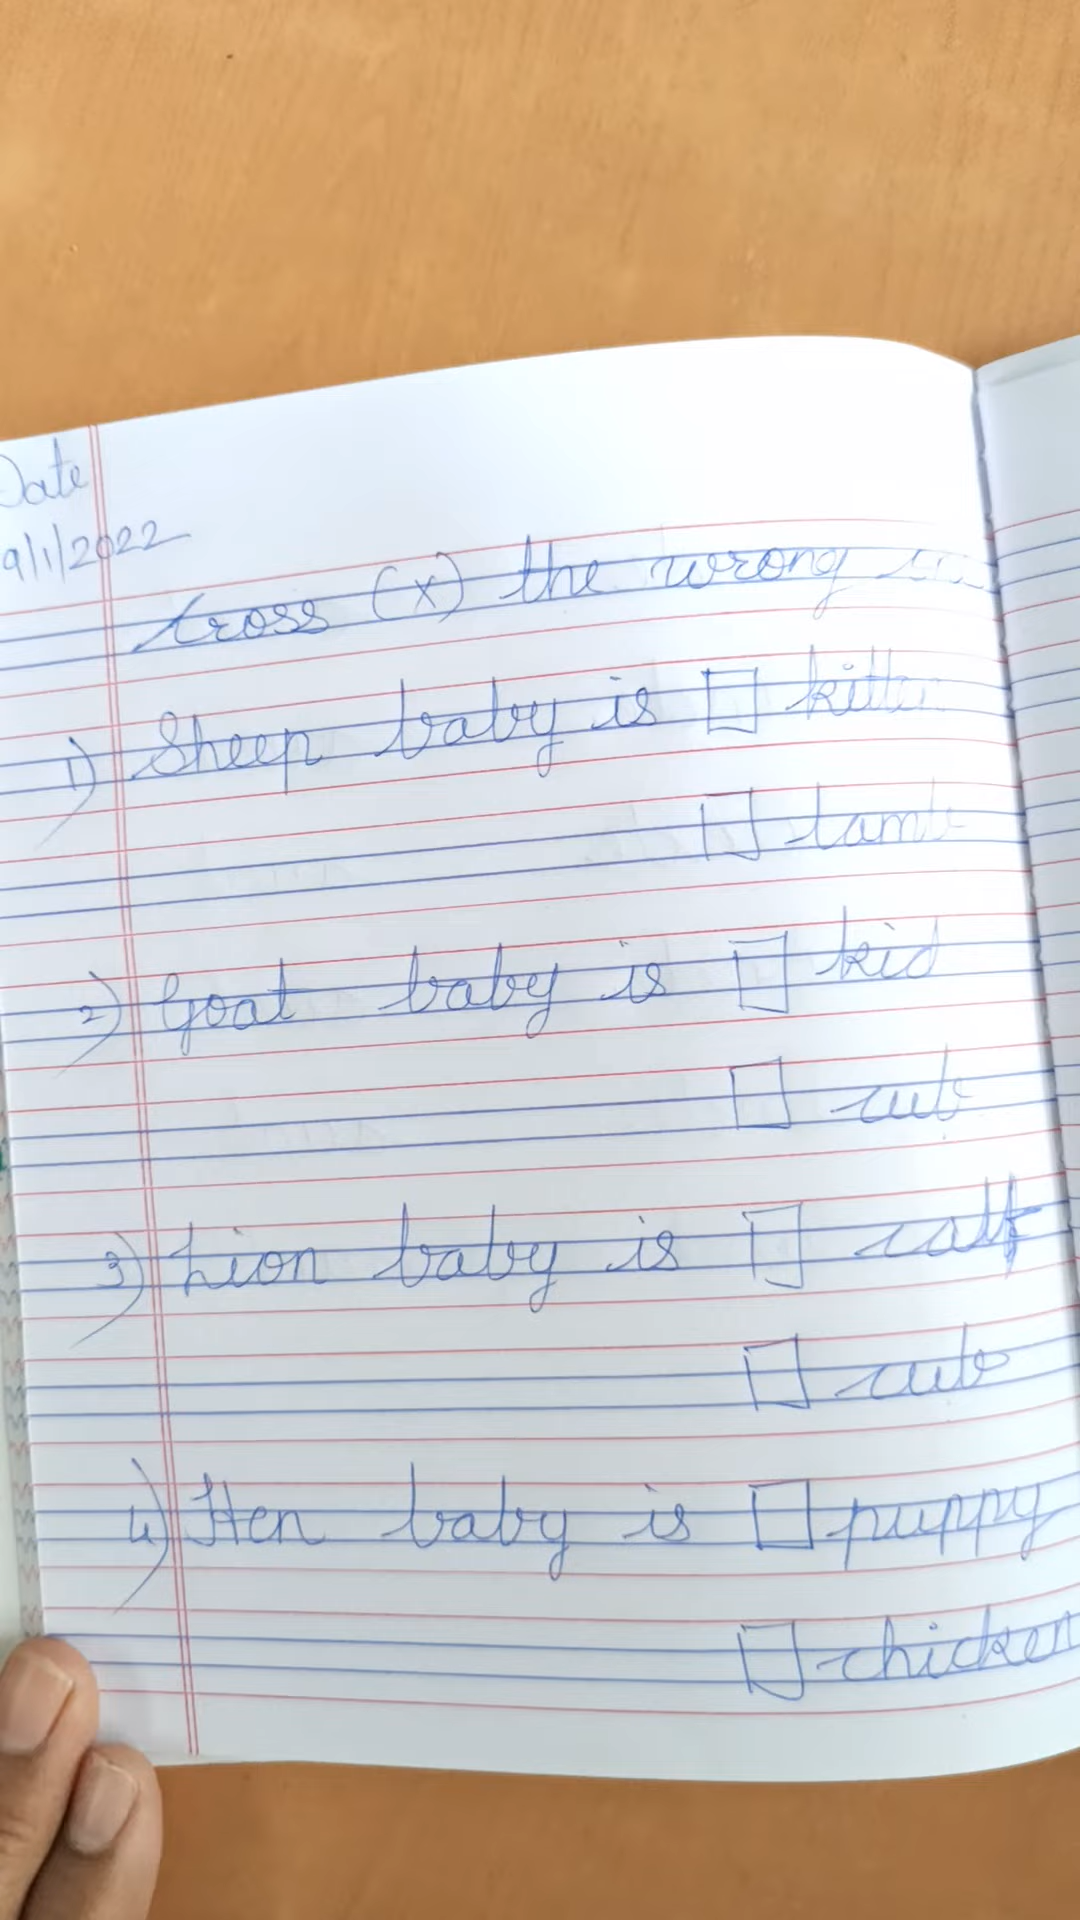 Date
9/1/2022
Cross (x) the wrong
1) Sheep baby is kitten
lamb
2) Goat baby is kid
cub
3) Lion baby is calf
cub
4) Hen baby is puppy
chicken